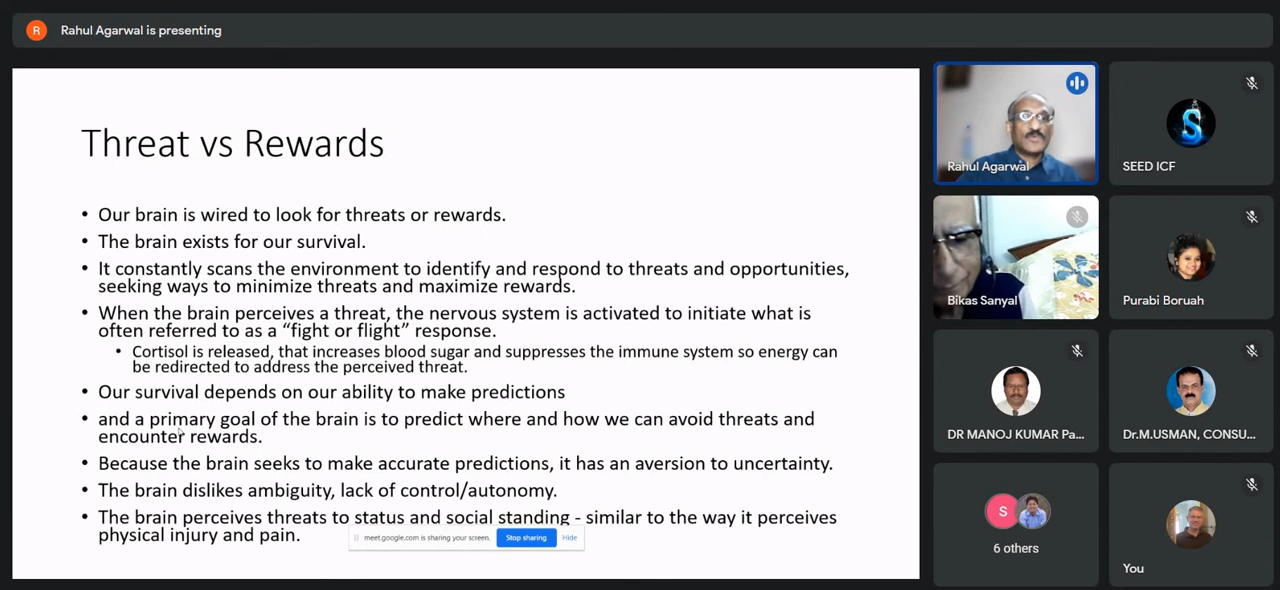 R
Rahul Agarwal is presenting
Threat vs Rewards
• Our brain is wired to look for threats or rewards.
• The brain exists for our survival.
• It constantly scans the environment to identify and respond to threats and opportunities,
seeking ways to minimize threats and maximize rewards.
• When the brain perceives a threat, the nervous system is activated to initiate what is
often referred to as a “fight or flight” response.
• Cortisol is released, that increases blood sugar and suppresses the immune system so energy can
be redirected to address the perceived threat.
• Our survival depends on our ability to make predictions
• and a primary goal of the brain is to predict where and how we can avoid threats and
encounter rewards.
• Because the brain seeks to make accurate predictions, it has an aversion to uncertainty.
• The brain dislikes ambiguity, lack of control/autonomy.
• The brain perceives threats to status and social standing - similar to the way it perceives
physical injury and pain.
meet.google.com is sharing your screen. Stop sharing Hide
Rahul Agarwal
S
SEED ICF
Bikas Sanyal
Purabi Boruah
DR MANOJ KUMAR Pa...
Dr.M.USMAN, CONSU...
S
6 others
You